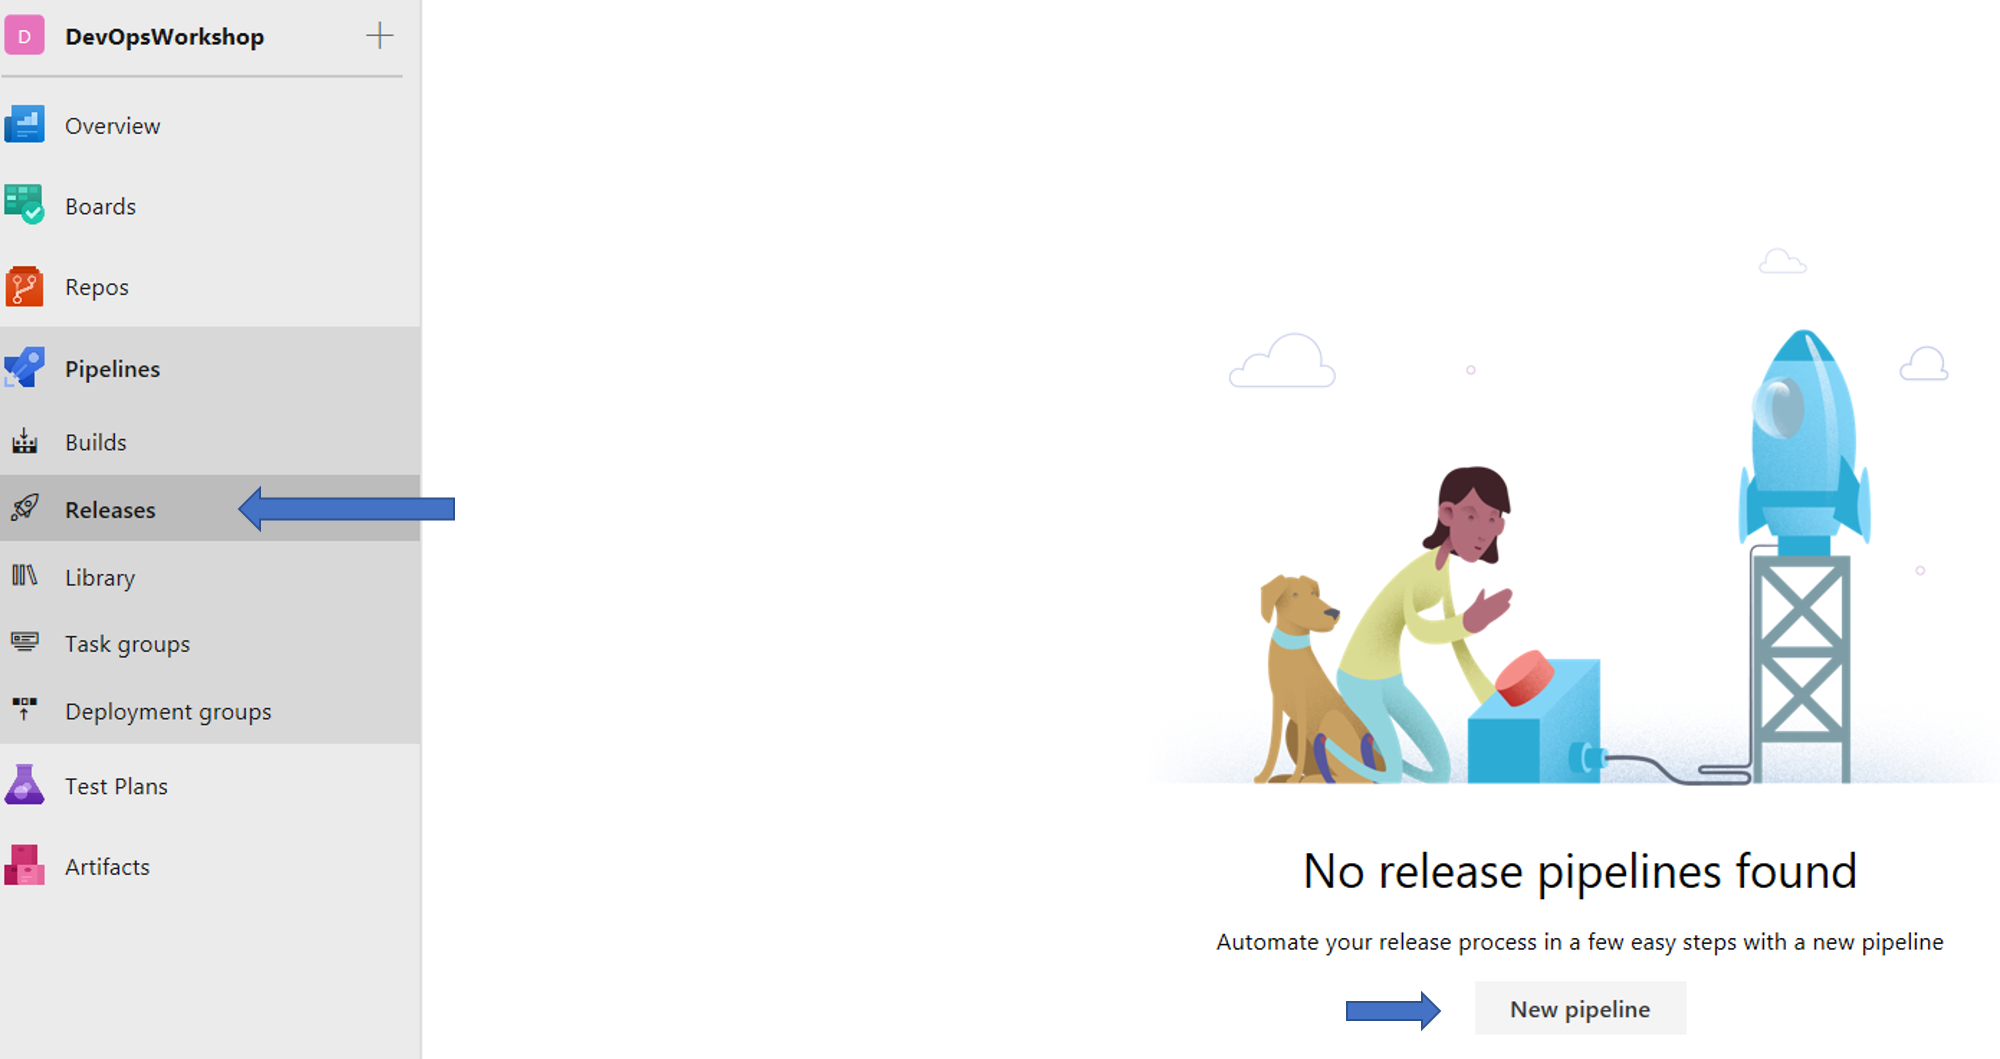 D
DevOpsWorkshop
Overview
Boards
Repos
Pipelines
Builds
Releases
Library
Task groups
Deployment groups
Test Plans
Artifacts
No release pipelines found
Automate your release process in a few easy steps with a new pipeline
New pipeline